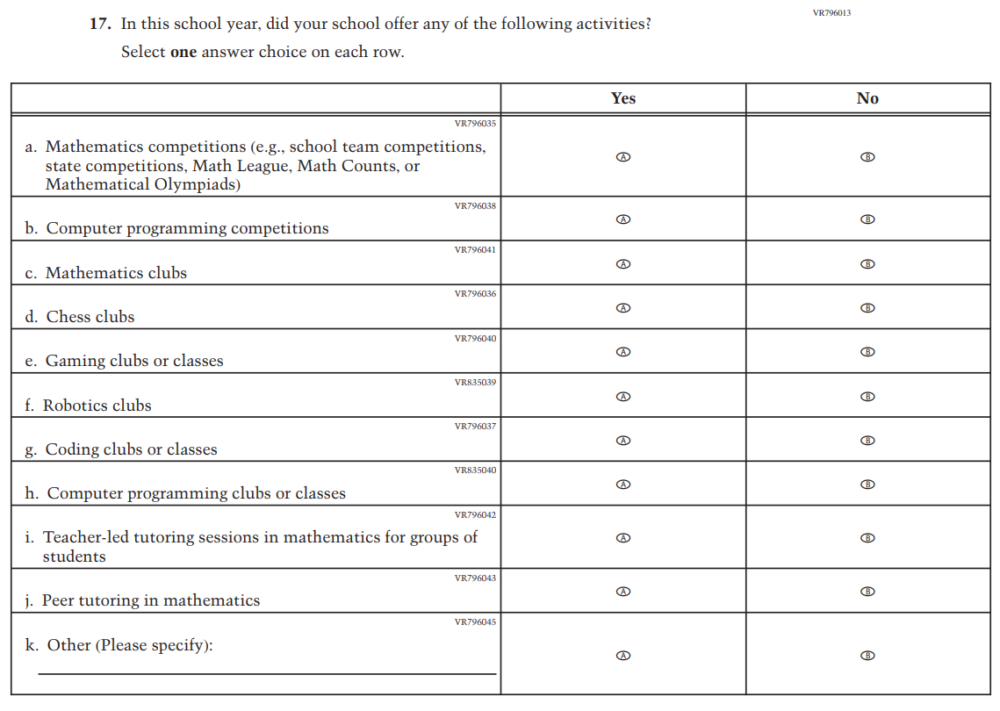 VR796013
17. In this school year, did your school offer any of the following activities?
Select one answer choice on each row.
Yes No
VR796035
a. Mathematics competitions (e.g., school team competitions,
state competitions, Math League, Math Counts, or
Mathematical Olympiads)
A B
VR796038
b. Computer programming competitions
A B
VR796041
c. Mathematics clubs
A B
VR796036
d. Chess clubs
A B
VR796040
e. Gaming clubs or classes
A B
VR835039
f. Robotics clubs
A B
VR796037
g. Coding clubs or classes
A B
VR835040
h. Computer programming clubs or classes
A B
VR796042
i. Teacher-led tutoring sessions in mathematics for groups of
students
A B
VR796043
j. Peer tutoring in mathematics
A B
VR796045
k. Other (Please specify):
A B